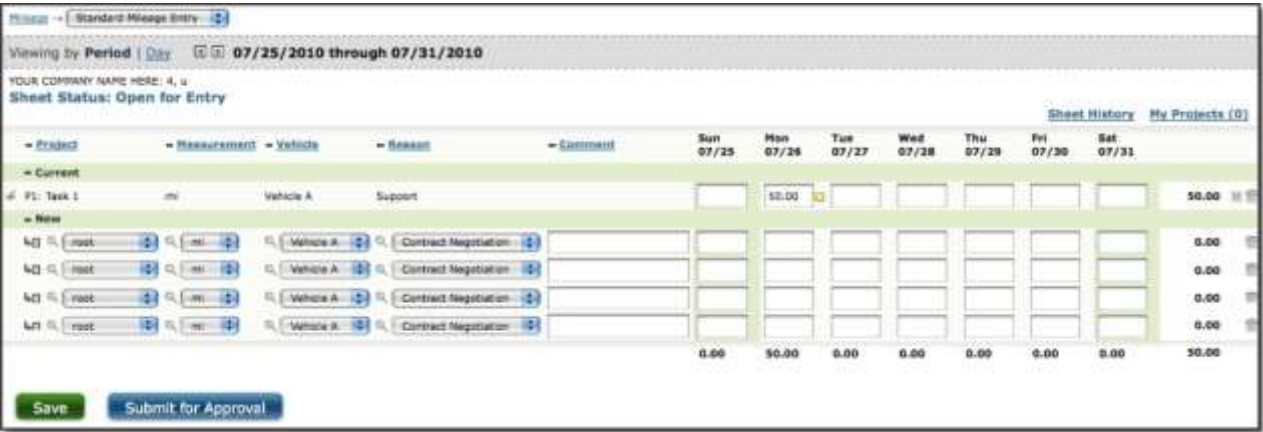 Mileage → Standard Mileage Entry
Viewing by Period | Day 07/25/2010 through 07/31/2010
YOUR COMPANY NAME HERE: 4, u
Sheet Status: Open for Entry
Sheet History My Projects (0)
Project Measurement Vehicle Reason Comment Sun 07/25 Mon 07/26 Tue 07/27 Wed 07/28 Thu 07/29 Fri 07/30 Sat 07/31
Current
P1: Task 1 mi Vehicle A Support 50.00 50.00
New
root mi Vehicle A Contract Negotiation 0.00
root mi Vehicle A Contract Negotiation 0.00
root mi Vehicle A Contract Negotiation 0.00
root mi Vehicle A Contract Negotiation 0.00
0.00 50.00 0.00 0.00 0.00 0.00 0.00 50.00
Save Submit for Approval